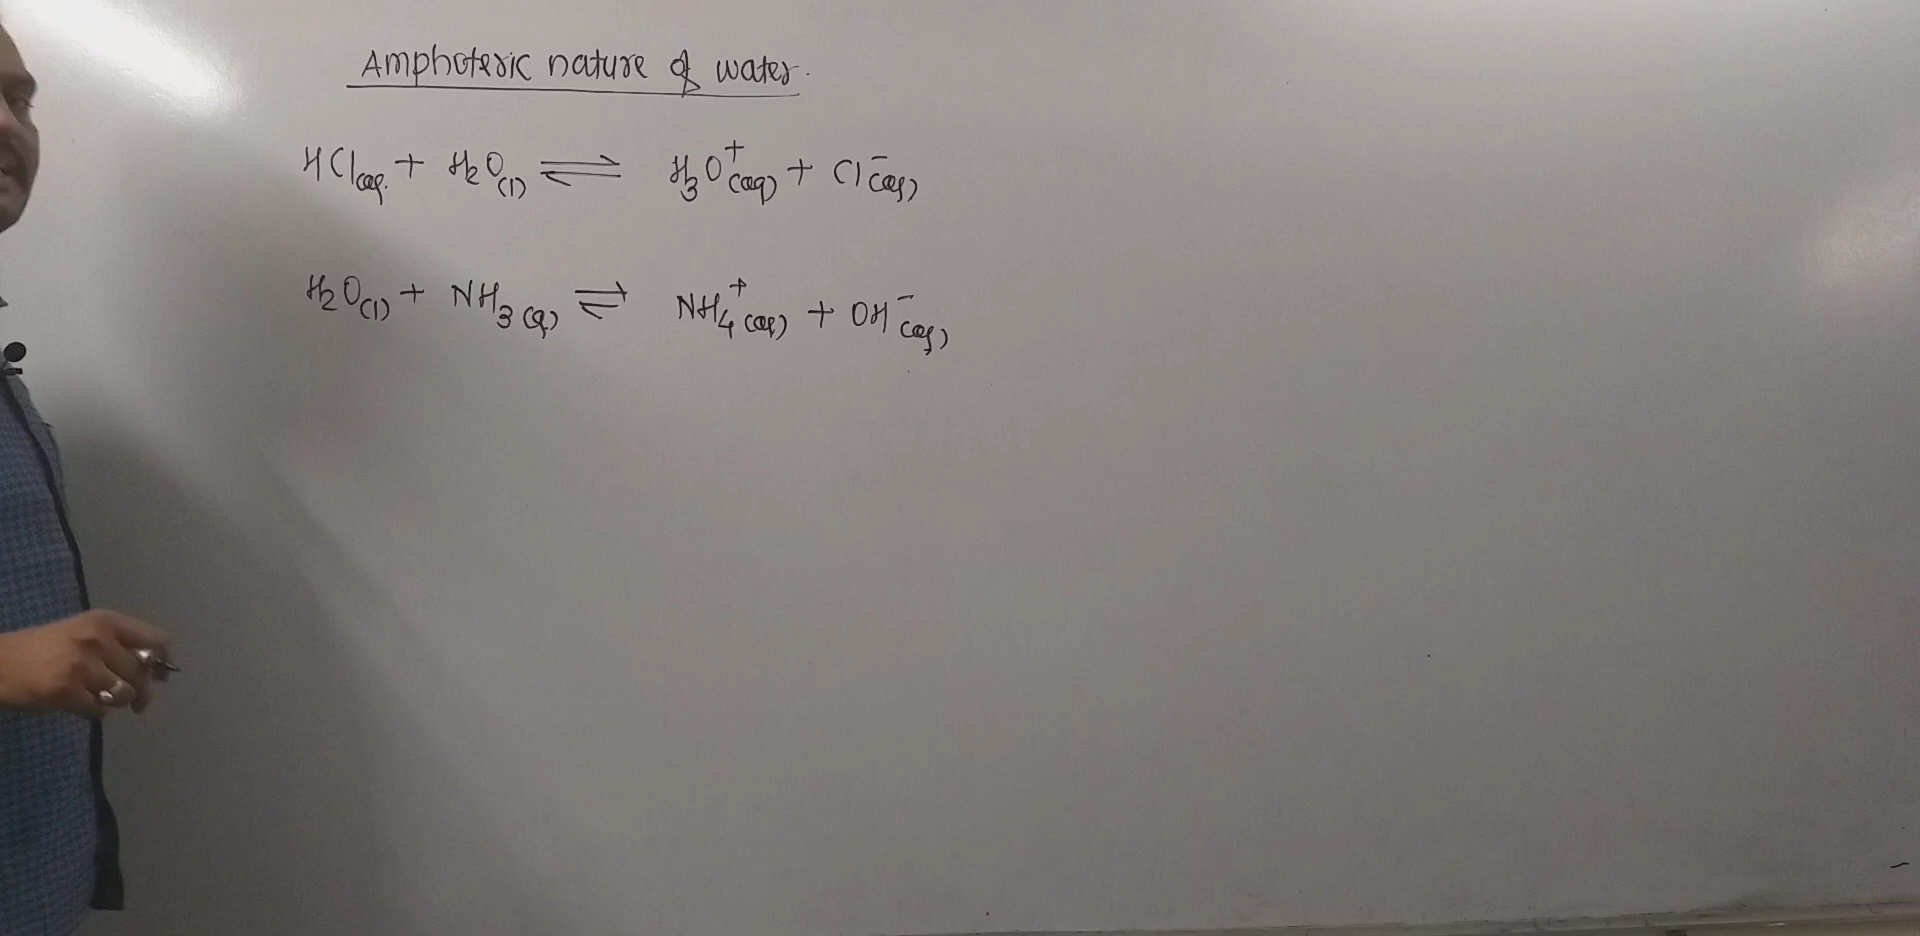 Amphoteric nature of water.
HCl(aq.) + H₂O(l) ⇌ H₃O⁺(aq) + Cl⁻(aq)
H₂O(l) + NH₃(g) ⇌ NH₄⁺(aq) + OH⁻(aq)